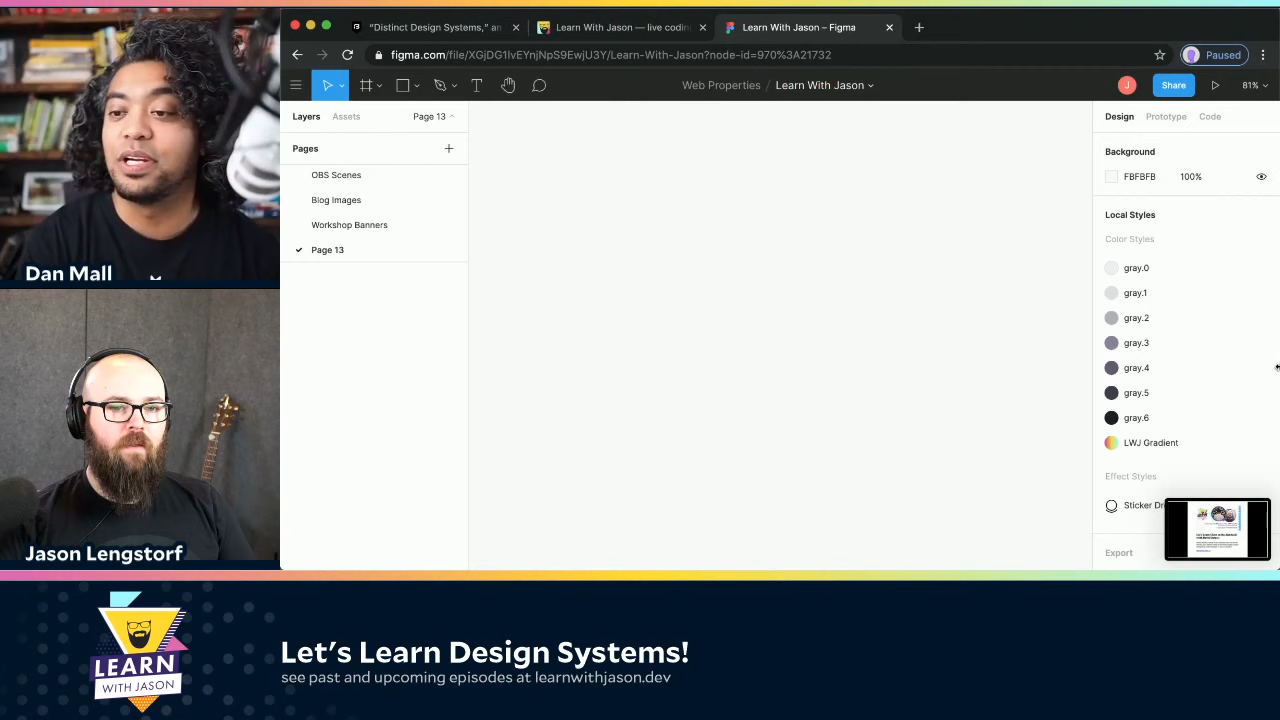 "Distinct Design Systems," an
Learn With Jason — live codin
Learn With Jason – Figma
figma.com/file/XGjDG1lvEYnjNpS9EwjU3Y/Learn-With-Jason?node-id=970%3A21732
Paused
Web Properties / Learn With Jason
J
Share
81%
Layers
Assets
Page 13
Pages
OBS Scenes
Blog Images
Workshop Banners
Page 13
Design
Prototype
Code
Background
FBFBFB
100%
Local Styles
Color Styles
gray.0
gray.1
gray.2
gray.3
gray.4
gray.5
gray.6
LWJ Gradient
Effect Styles
Sticker Dr
Export
Dan Mall
Jason Lengstorf
LEARN
WITH JASON
Let's Learn Design Systems!
see past and upcoming episodes at learnwithjason.dev